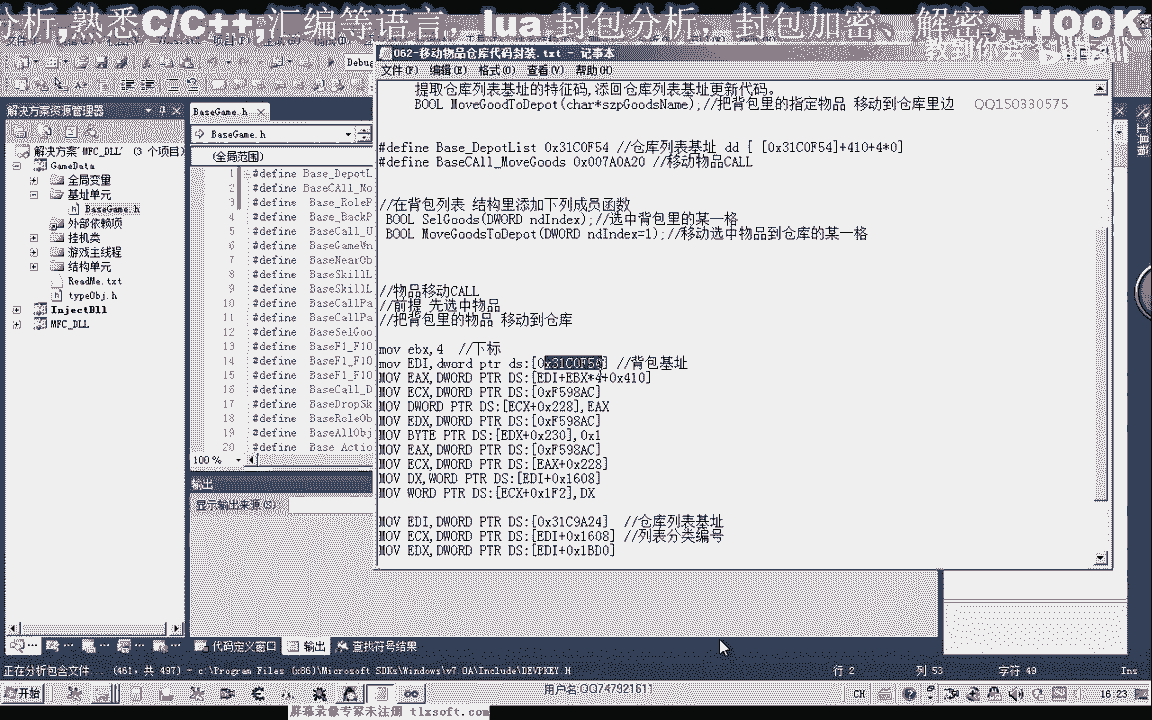 分析,熟悉C/C++,汇编等语言, lua 封包分析, 封包加密、解密, HOOK
062-移动物品仓库代码封装.txt - 记事本
文件(F) 编辑(E) 格式(O) 查看(V) 帮助(H)
提取仓库列表基址的特征码,添回仓库基址更新代码。
BOOL MoveGoodToDepot(char*szpGoodsName);//把背包里的指定物品 移动到仓库里边 QQ150330575
#define Base_DepotList 0x31C0F54 //仓库列表基址 dd [ [0x31C0F54]+410+4*0]
#define BaseCall_MoveGoods 0x007A0A20 //移动物品CALL
//在背包列表 结构里添加下列成员函数
BOOL SelGoods(DWORD ndIndex);//选中背包里的某一格
BOOL MoveGoodsToDepot(DWORD ndIndex=1);//移动选中物品到仓库的某一格
//物品移动CALL
//前提 先选中物品
//把背包里的物品 移动到仓库
mov ebx,4 //下标
mov EDI,dword ptr ds:[0x31C0F54] //背包基址
MOV EAX,DWORD PTR DS:[EDI+EBX*4+0x410]
MOV ECX,DWORD PTR DS:[0xF598AC]
MOV DWORD PTR DS:[ECX+0x228],EAX
MOV EDX,DWORD PTR DS:[0xF598AC]
MOV BYTE PTR DS:[EDX+0x230],0x1
MOV EAX,DWORD PTR DS:[0xF598AC]
MOV ECX,DWORD PTR DS:[EAX+0x228]
MOV DX,WORD PTR DS:[EDI+0x1608]
MOV WORD PTR DS:[ECX+0x1F2],DX
MOV EDI,DWORD PTR DS:[0x31C9A24] //仓库列表基址
MOV ECX,DWORD PTR DS:[EDI+0x1608] //列表分类编号
MOV EDX,DWORD PTR DS:[EDI+0x1BD0]
解决方案资源管理器
解决方案"MFC_DLL" (3 个项目)
GameData
全局变量
基址单元
BaseGame.h
外部依赖项
挂机类
游戏主线程
结构单元
ReadMe.txt
typeObj.h
InjectDll
MFC_DLL
Debug
BaseGame.h
BaseGame.h
(全局范围)
1 #define Base_DepotL
2 #define BaseCAll_Mo
3 #define Base_RoleP
4 #define Base_BackP
5 #define BaseCall_U
6 #define BaseGameWn
7 #define BaseNearOb
8 #define BaseSkillL
9 #define BaseSkillL
10 #define BaseCallPa
11 #define BaseCallPa
12 #define BaseSelGoo
13 #define BaseF1_F10
14 #define BaseF1_F10
15 #define BaseF1_F10
16 #define BaseCall_D
17 #define BaseDropSk
18 #define BaseRoleOb
19 #define BaseAllObj
20 #define Base_Actio
100 %
输出
显示输出来源(S):
代码定义窗口 输出 查找符号结果
工具箱
正在分析包含文件... (461, 共 497) - c:\Program Files (x86)\Microsoft SDKs\Windows\v7.0A\Include\DEVPKEY.H
行 2 列 53 字符 49 Ins
开始
用户名:QQ747921611
CH
16:23
屏幕录像专家未注册 tlxsoft.com